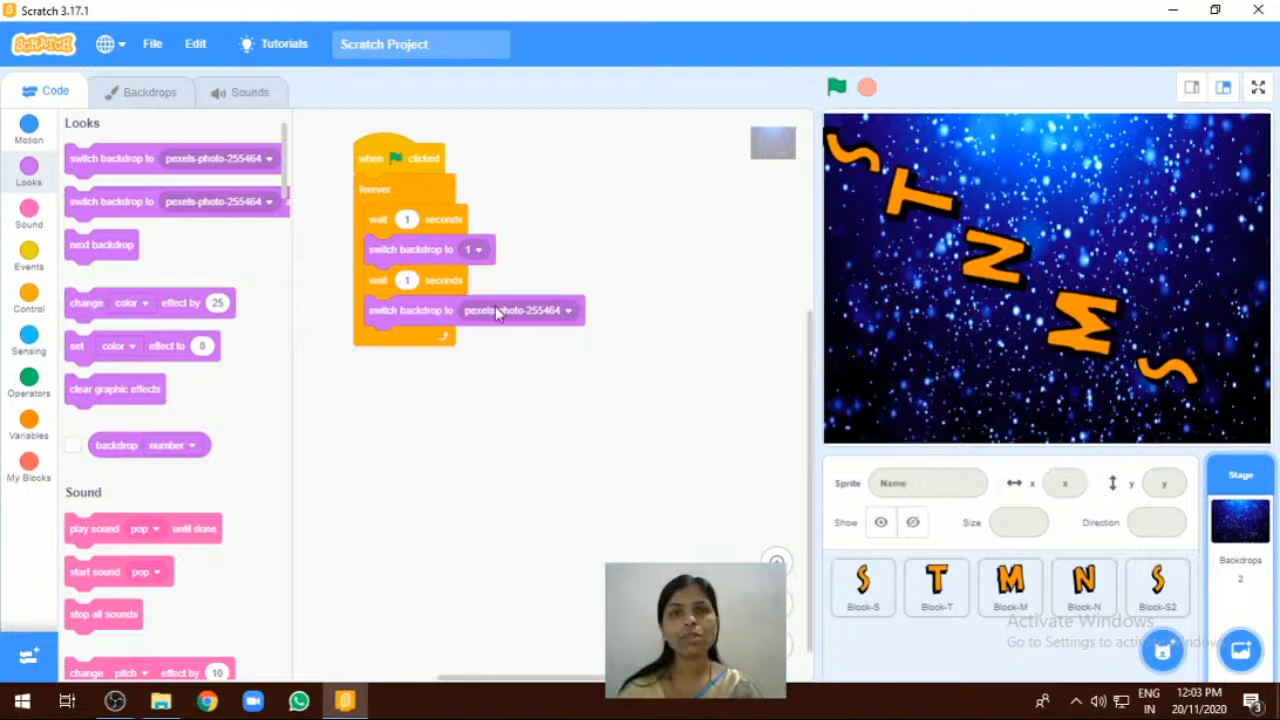 Scratch 3.17.1
SCRATCH File Edit Tutorials Scratch Project
Code Backdrops Sounds
Motion
Looks
Sound
Events
Control
Sensing
Operators
Variables
My Blocks
Looks
switch backdrop to pexels-photo-255464
switch backdrop to pexels-photo-255464
next backdrop
change color effect by 25
set color effect to 0
clear graphic effects
backdrop number
Sound
play sound pop until done
start sound pop
stop all sounds
change pitch effect by 10
when clicked
forever
wait 1 seconds
switch backdrop to 1
wait 1 seconds
switch backdrop to pexels-photo-255464
S
T
N
M
S
Sprite Name x x y y
Show Size Direction
S T M N S
Block-S Block-T Block-M Block-N Block-S2
Stage
Backdrops
2
Activate Windows
Go to Settings to activate Windows.
ENG
IN
12:03 PM
20/11/2020
3